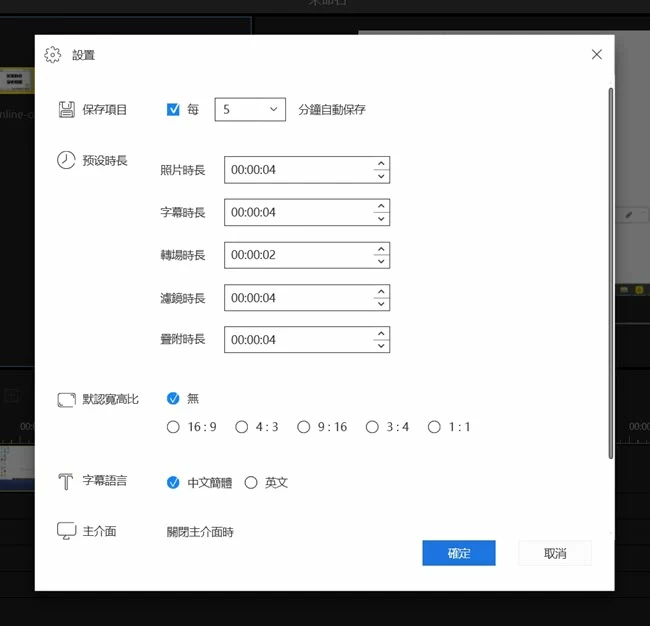 未命名
設置
保存項目 每 5 分鐘自動保存
预设時長
照片時長 00:00:04
字幕時長 00:00:04
轉場時長 00:00:02
濾鏡時長 00:00:04
疊附時長 00:00:04
默認寬高比 無
16 : 9 4 : 3 9 : 16 3 : 4 1 : 1
字幕語言 中文簡體 英文
主介面 關閉主介面時
確定 取消